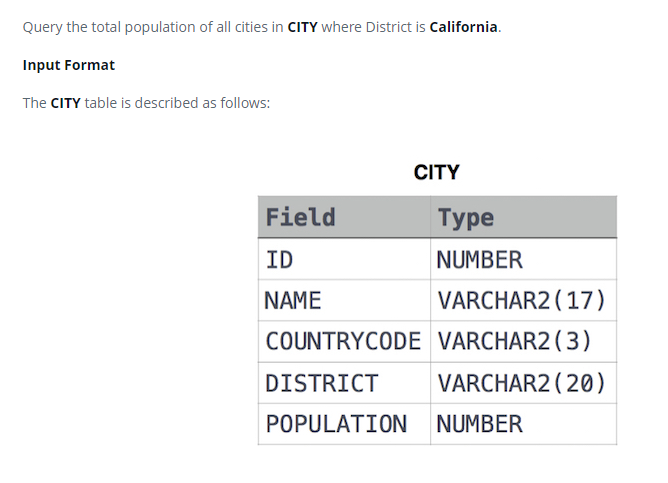 Query the total population of all cities in CITY where District is California.
Input Format
The CITY table is described as follows:
CITY
Field Type
ID NUMBER
NAME VARCHAR2(17)
COUNTRYCODE VARCHAR2(3)
DISTRICT VARCHAR2(20)
POPULATION NUMBER